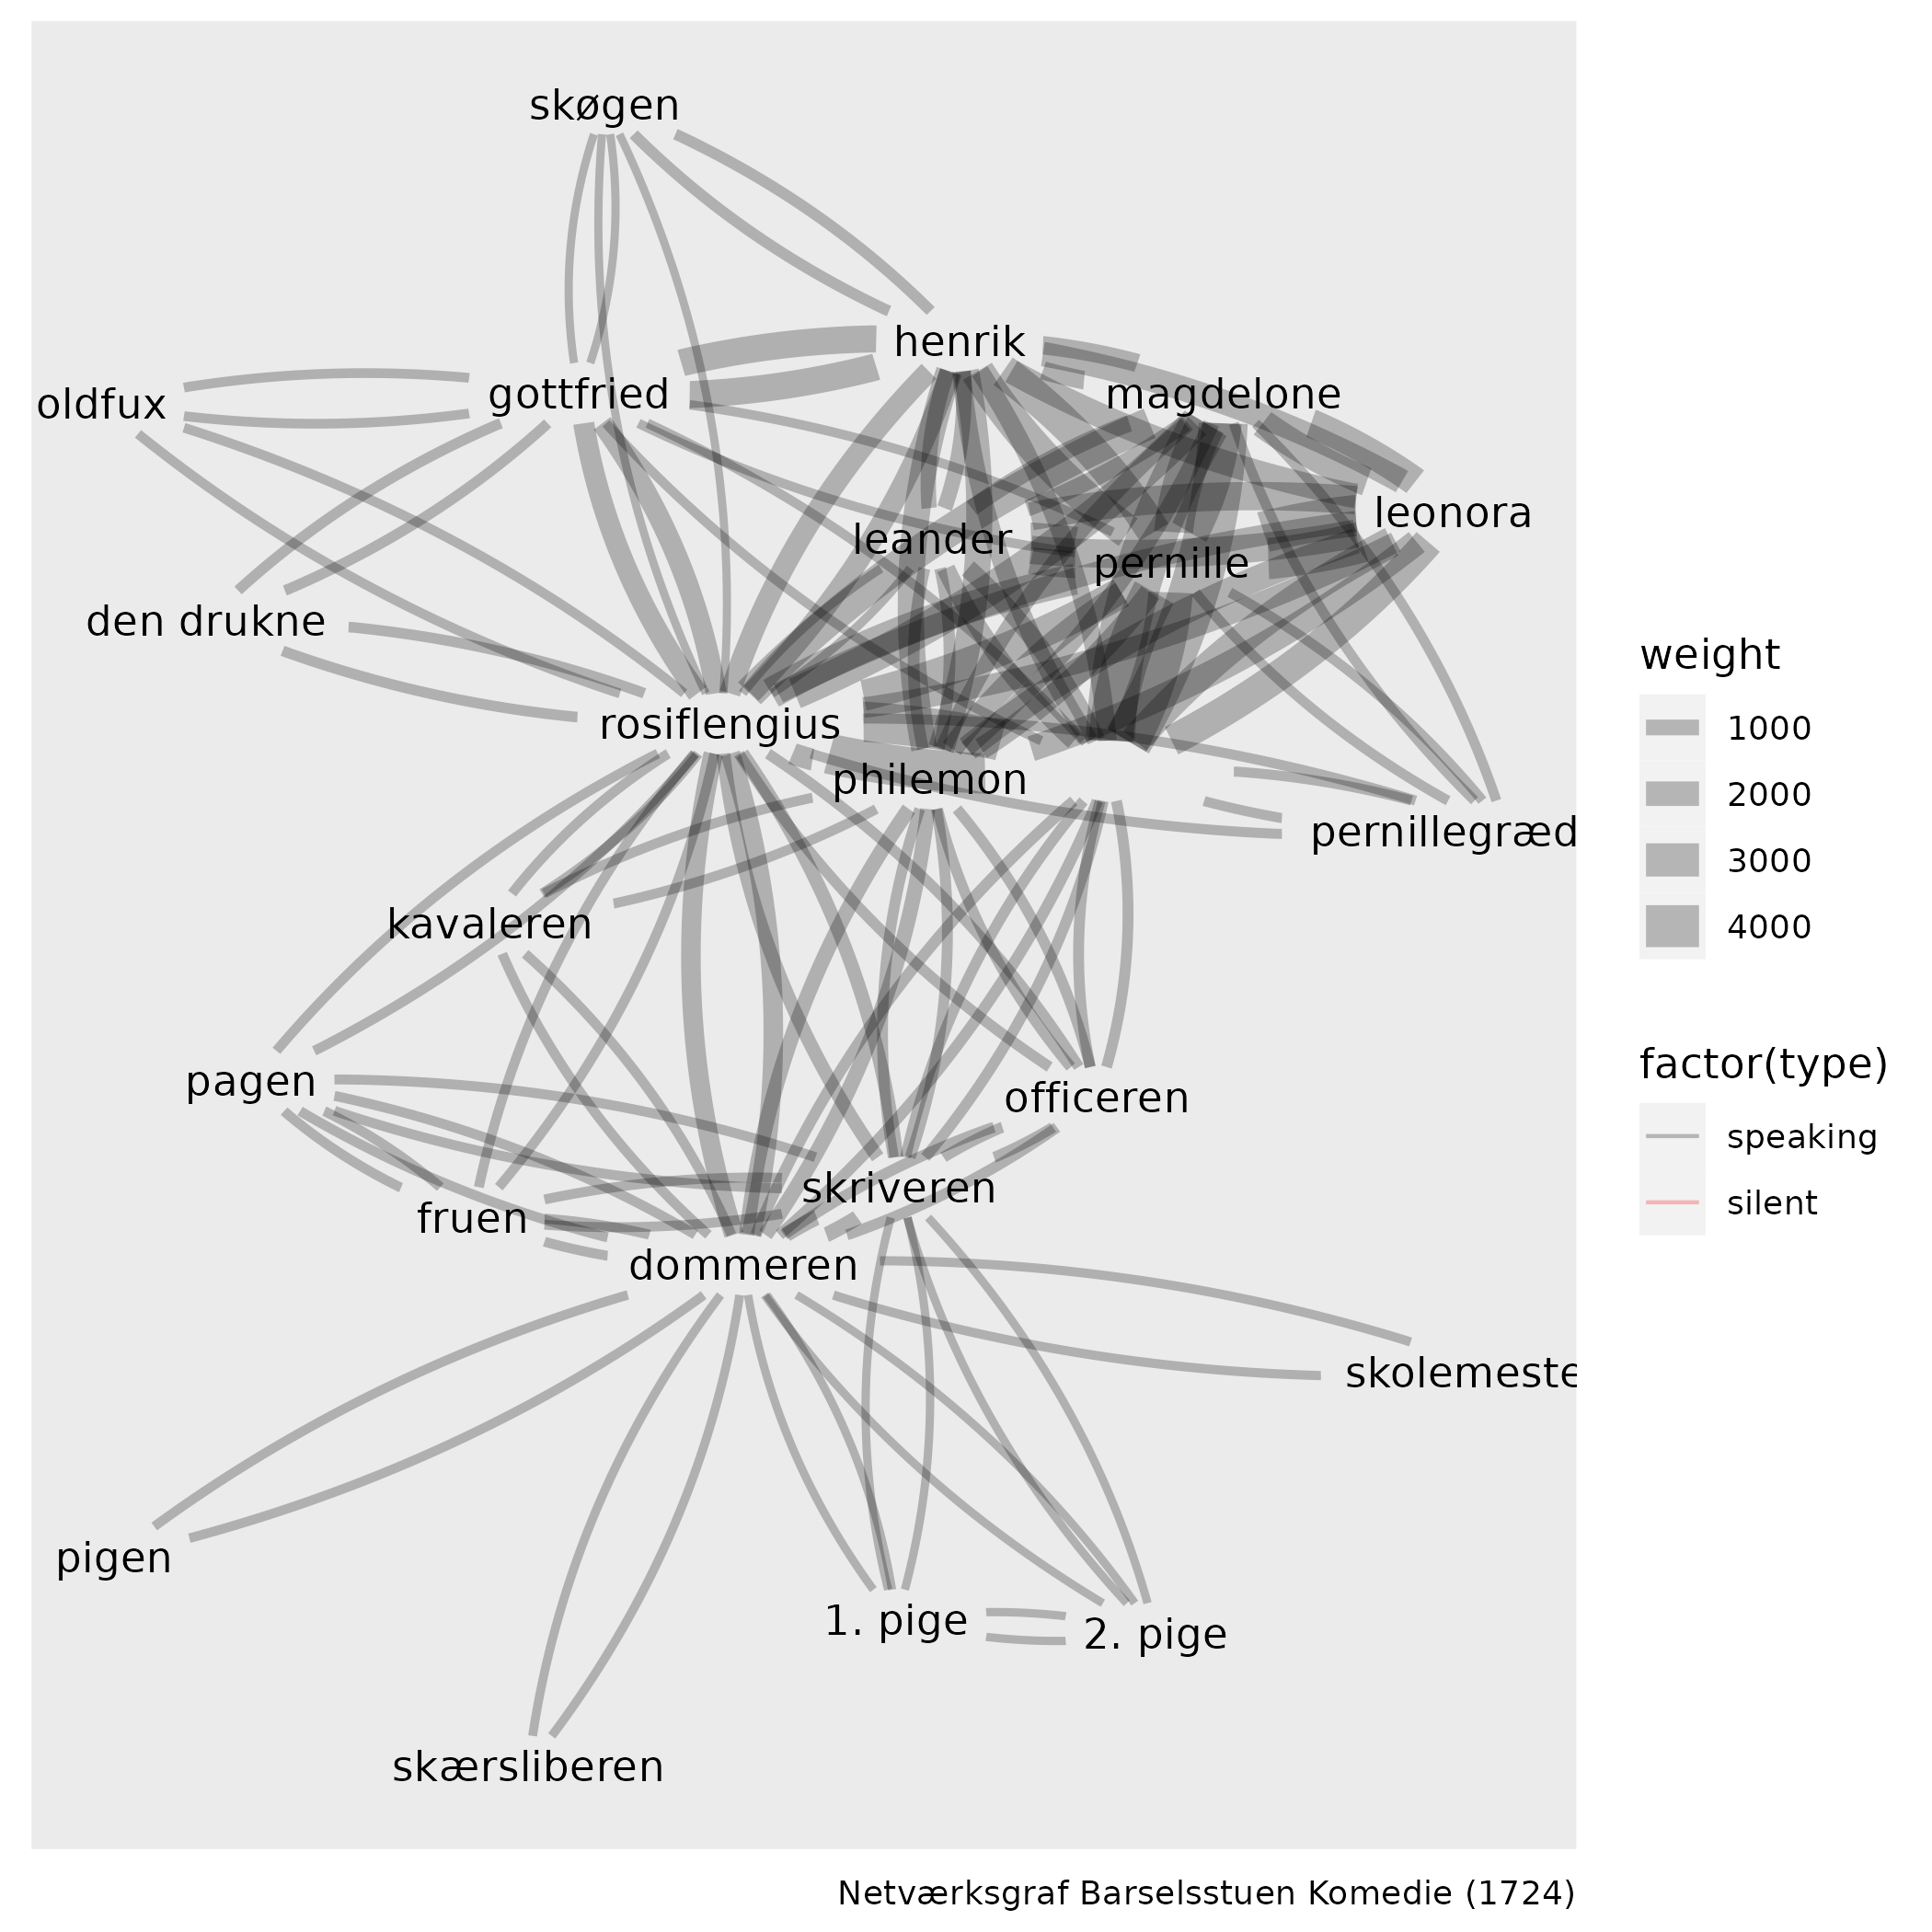 skøgen
henrik
gottfried
magdelone
oldfux
leonora
leander
pernille
den drukne
rosiflengius
philemon
pernillegræd
kavaleren
pagen
officeren
skriveren
fruen
dommeren
skolemeste
pigen
1. pige
2. pige
skærsliberen
weight
1000
2000
3000
4000
factor(type)
speaking
silent
Netværksgraf Barselsstuen Komedie (1724)